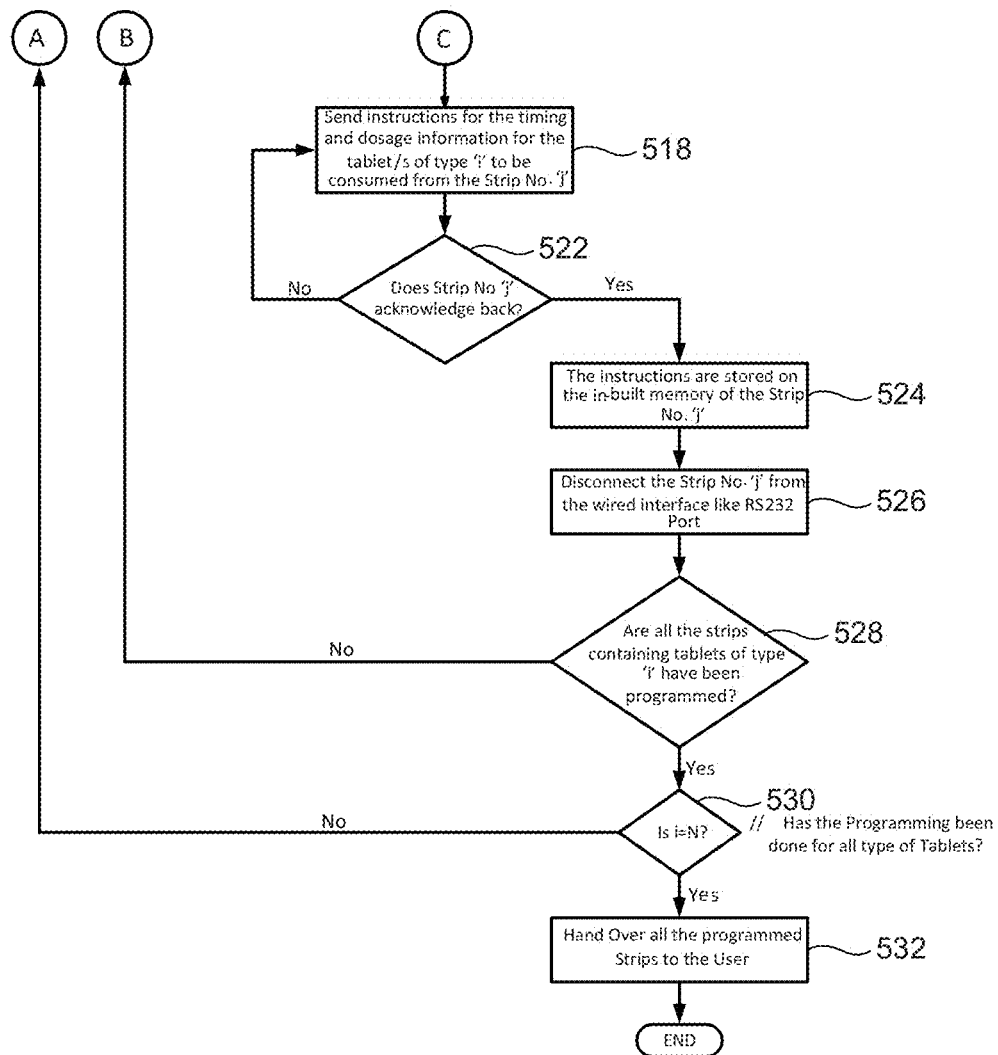 A
B
C
Send instructions for the timing
and dosage information for the
tablet/s of type 'i' to be
consumed from the Strip No. 'j'
518
522
Does Strip No 'j'
acknowledge back?
No
Yes
The instructions are stored on
the in-built memory of the Strip
No. 'j'
524
Disconnect the Strip No. 'j' from
the wired interface like RS232
Port
526
Are all the strips
containing tablets of type
'i' have been
programmed?
528
No
Yes
530
Is i=N?
// Has the Programming been
done for all type of Tablets?
No
Yes
Hand Over all the programmed
Strips to the User
532
END